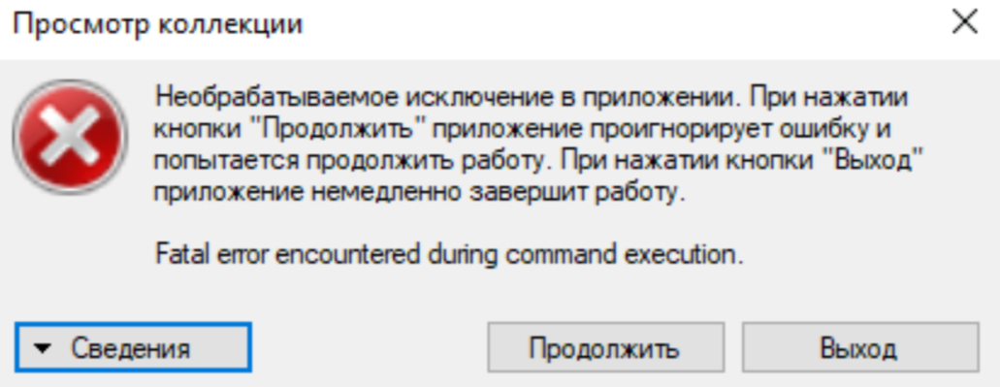 Просмотр коллекции
Необрабатываемое исключение в приложении. При нажатии
кнопки "Продолжить" приложение проигнорирует ошибку и
попытается продолжить работу. При нажатии кнопки "Выход"
приложение немедленно завершит работу.
Fatal error encountered during command execution.
Сведения
Продолжить
Выход